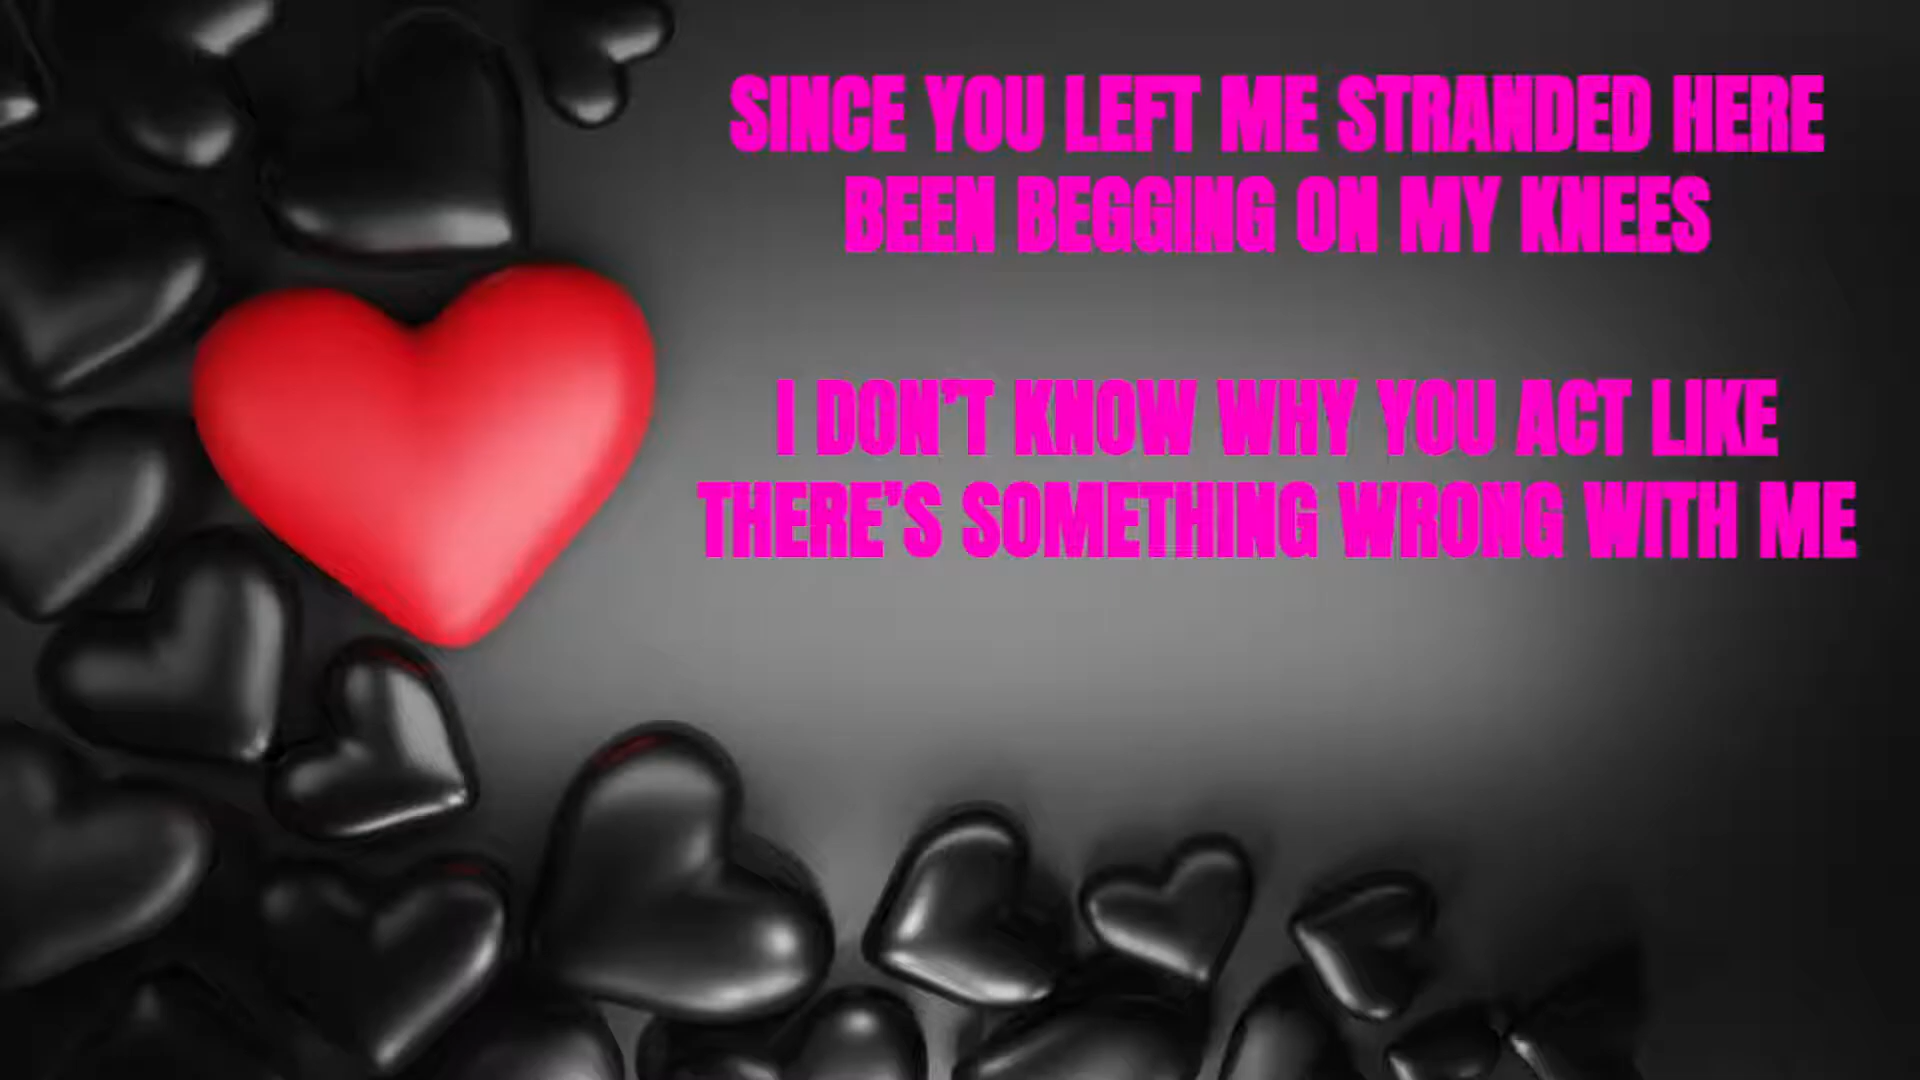 SINCE YOU LEFT ME STRANDED HERE
BEEN BEGGING ON MY KNEES
I DON'T KNOW WHY YOU ACT LIKE
THERE'S SOMETHING WRONG WITH ME